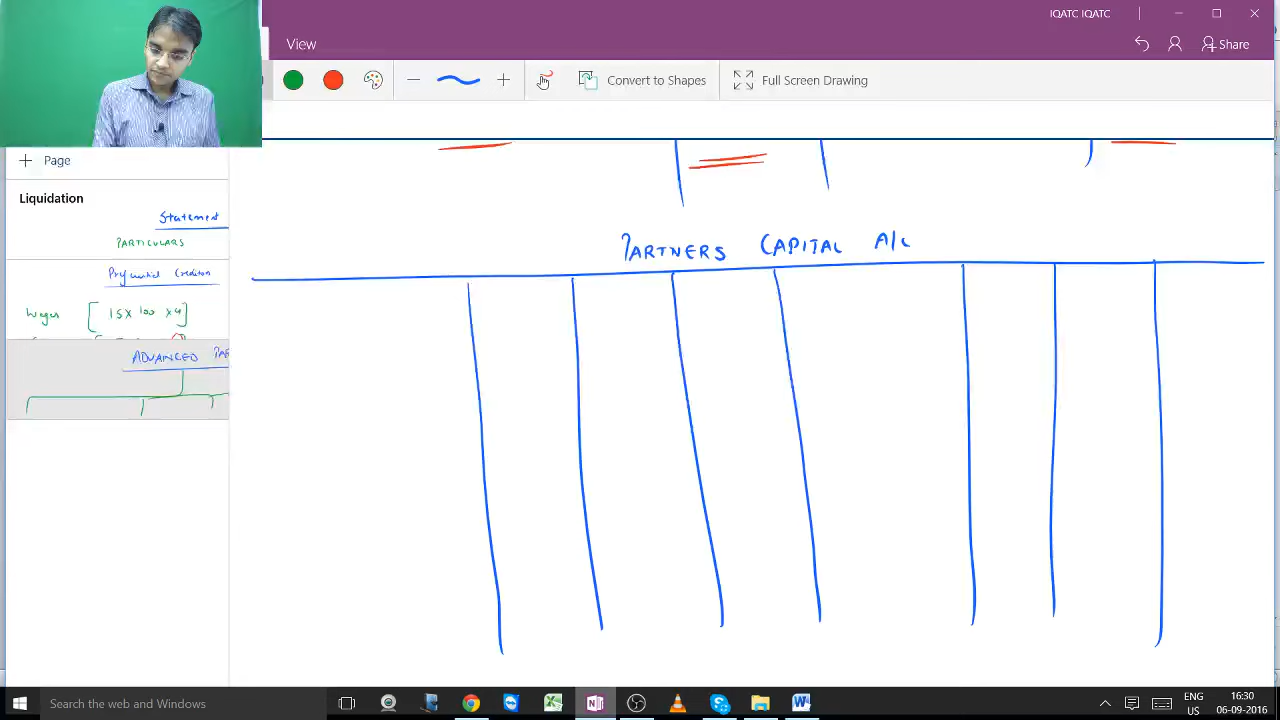 IQATC IQATC
View
Share
Convert to Shapes
Full Screen Drawing
Page
Liquidation
Statement
PARTICULARS
Creditors
Wages [ 15 x 100 x 4 ]
ADVANCED
PARTNERS CAPITAL A/C
Search the web and Windows
ENG
US
16:30
06-09-2016